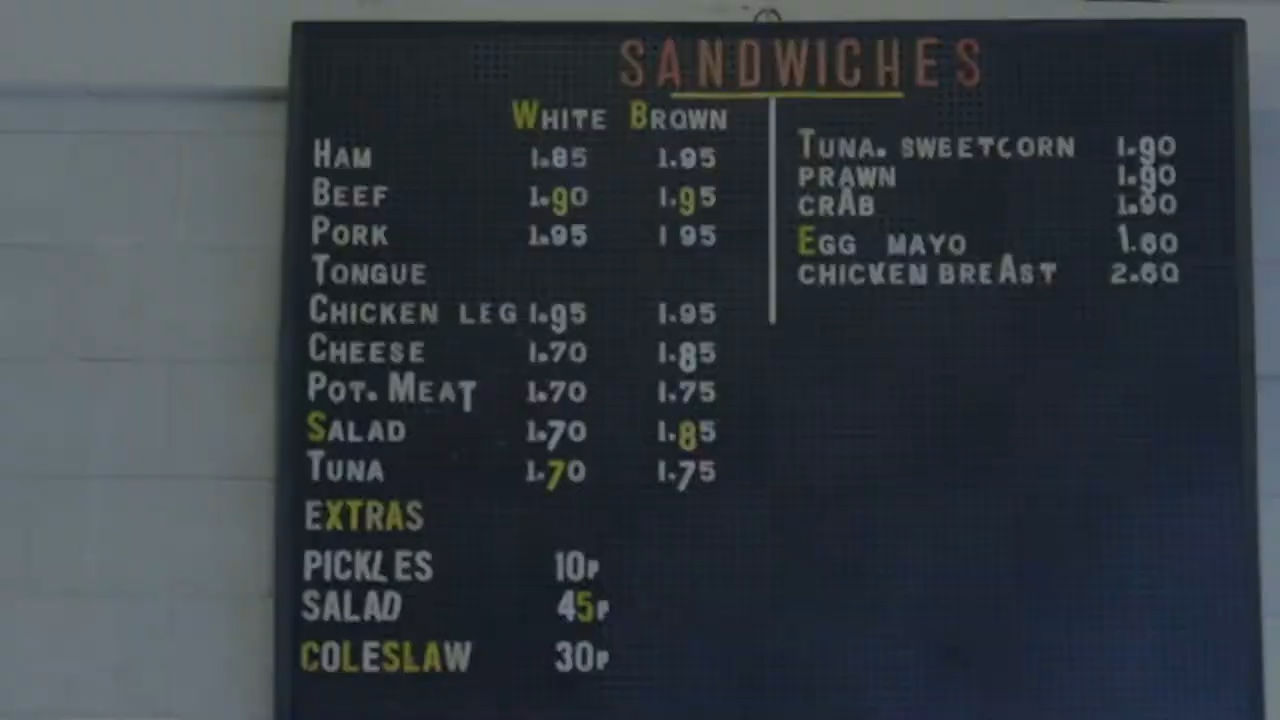 SANDWICHES
WHITE BROWN
HAM 1.85 1.95
BEEF 1.90 1.95
PORK 1.95 1 95
TONGUE
CHICKEN LEG 1.95 1.95
CHEESE 1.70 1.85
POT. MEAT 1.70 1.75
SALAD 1.70 1.85
TUNA 1.70 1.75
EXTRAS
PICKLES 10P
SALAD 45P
COLESLAW 30P
TUNA. SWEETCORN 1.90
PRAWN 1.90
CRAB 1.90
EGG MAYO 1.60
CHICKEN BREAST 2.60